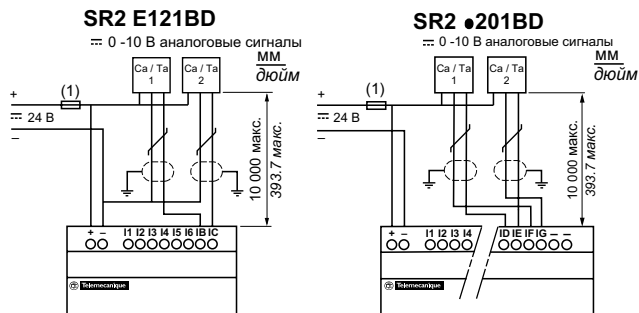 SR2 E121BD
⎓ 0 -10 В аналоговые сигналы
Ca / Ta 1
Ca / Ta 2
мм
дюйм
+
(1)
⎓ 24 В
–
10 000 макс.
393.7 макс.
+ – I1 I2 I3 I4 I5 I6 IB IC
Telemecanique
SR2 •201BD
⎓ 0 -10 В аналоговые сигналы
Ca / Ta 1
Ca / Ta 2
мм
дюйм
+
(1)
⎓ 24 В
–
10 000 макс.
393.7 макс.
+ – I1 I2 I3 I4 ID IE IF IG – –
Telemecanique